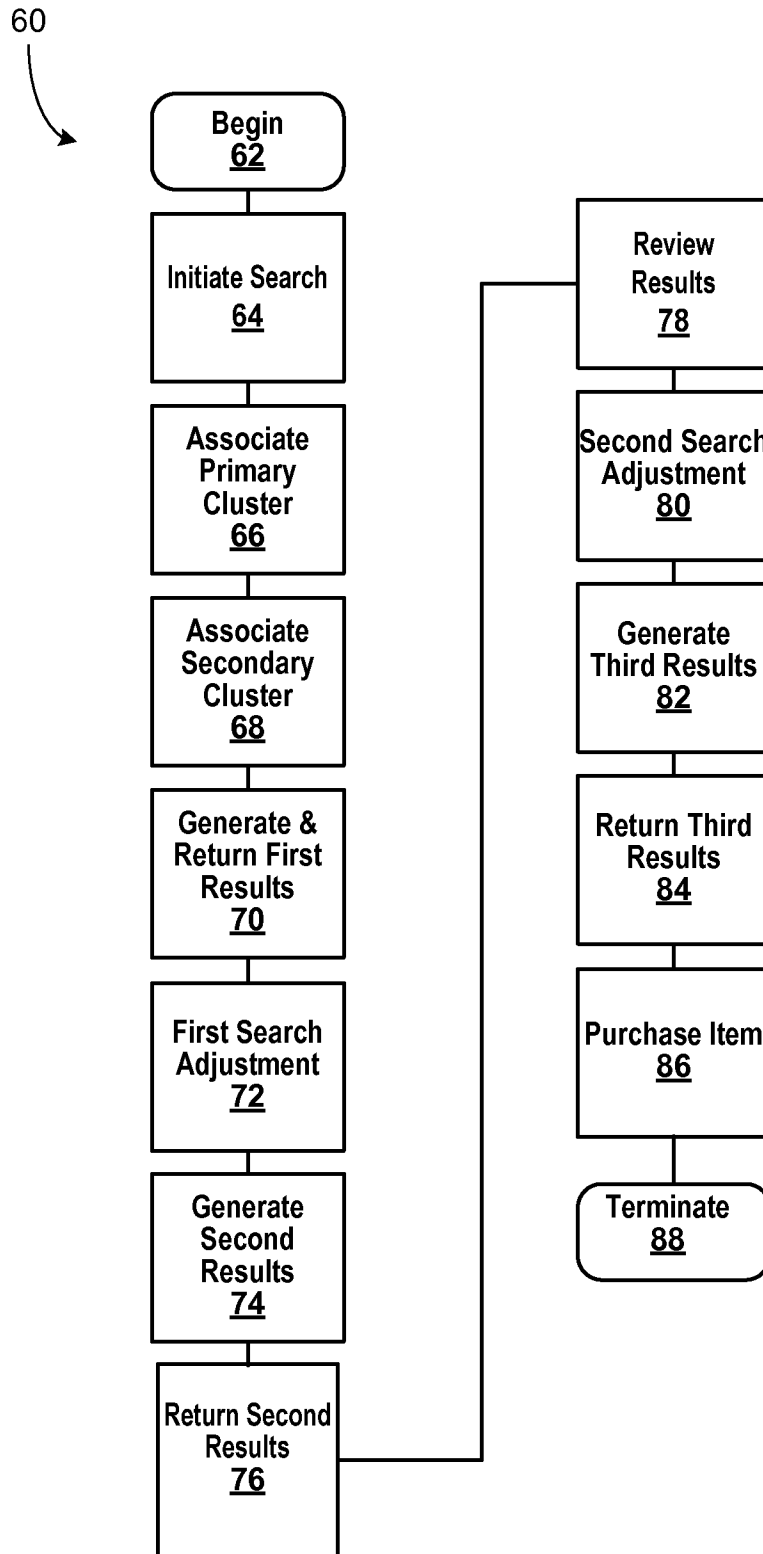 60
Begin
62
Initiate Search
64
Associate
Primary
Cluster
66
Associate
Secondary
Cluster
68
Generate &
Return First
Results
70
First Search
Adjustment
72
Generate
Second
Results
74
Return Second
Results
76
Review
Results
78
Second Search
Adjustment
80
Generate
Third Results
82
Return Third
Results
84
Purchase Item
86
Terminate
88